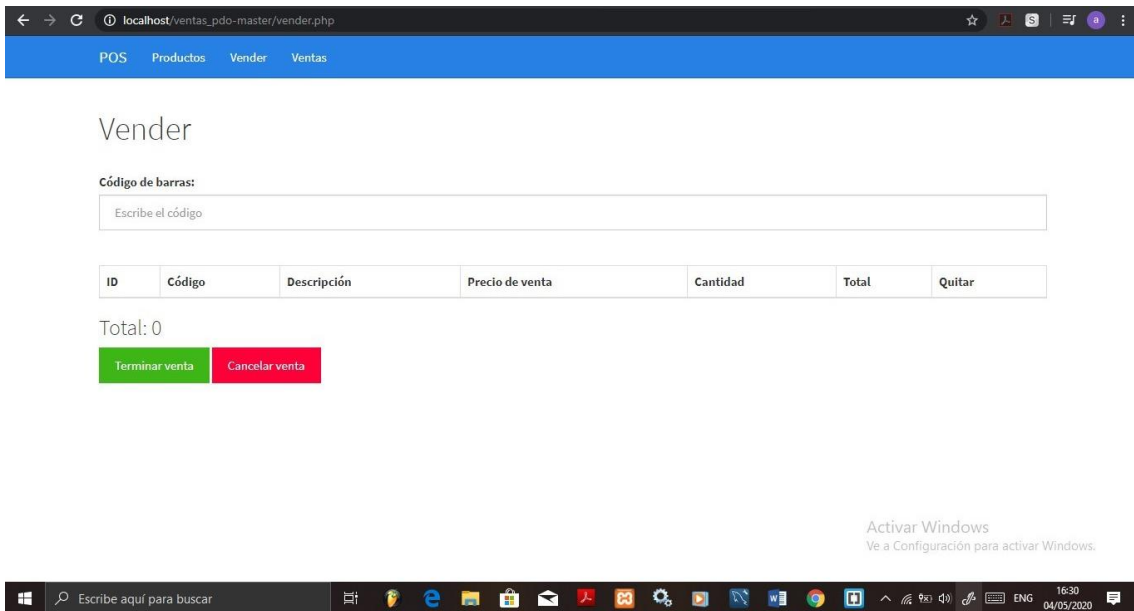 localhost/ventas_pdo-master/vender.php
S
a
POS Productos Vender Ventas
Vender
Código de barras:
Escribe el código
ID Código Descripción Precio de venta Cantidad Total Quitar
Total: 0
Terminar venta Cancelar venta
Activar Windows
Ve a Configuración para activar Windows.
Escribe aquí para buscar
ENG
16:30
04/05/2020